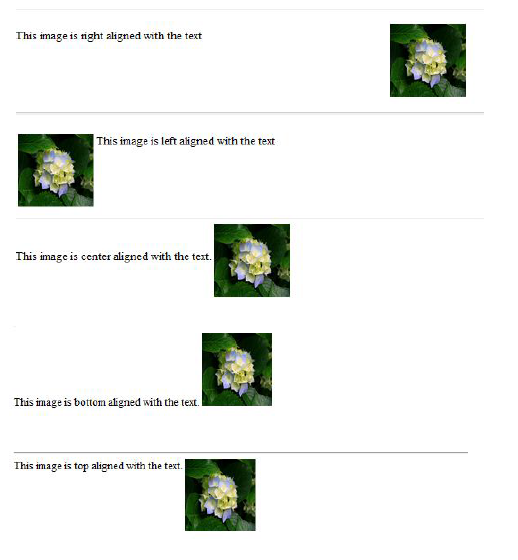 This image is right aligned with the text
This image is left aligned with the text
This image is center aligned with the text.
This image is bottom aligned with the text.
This image is top aligned with the text.